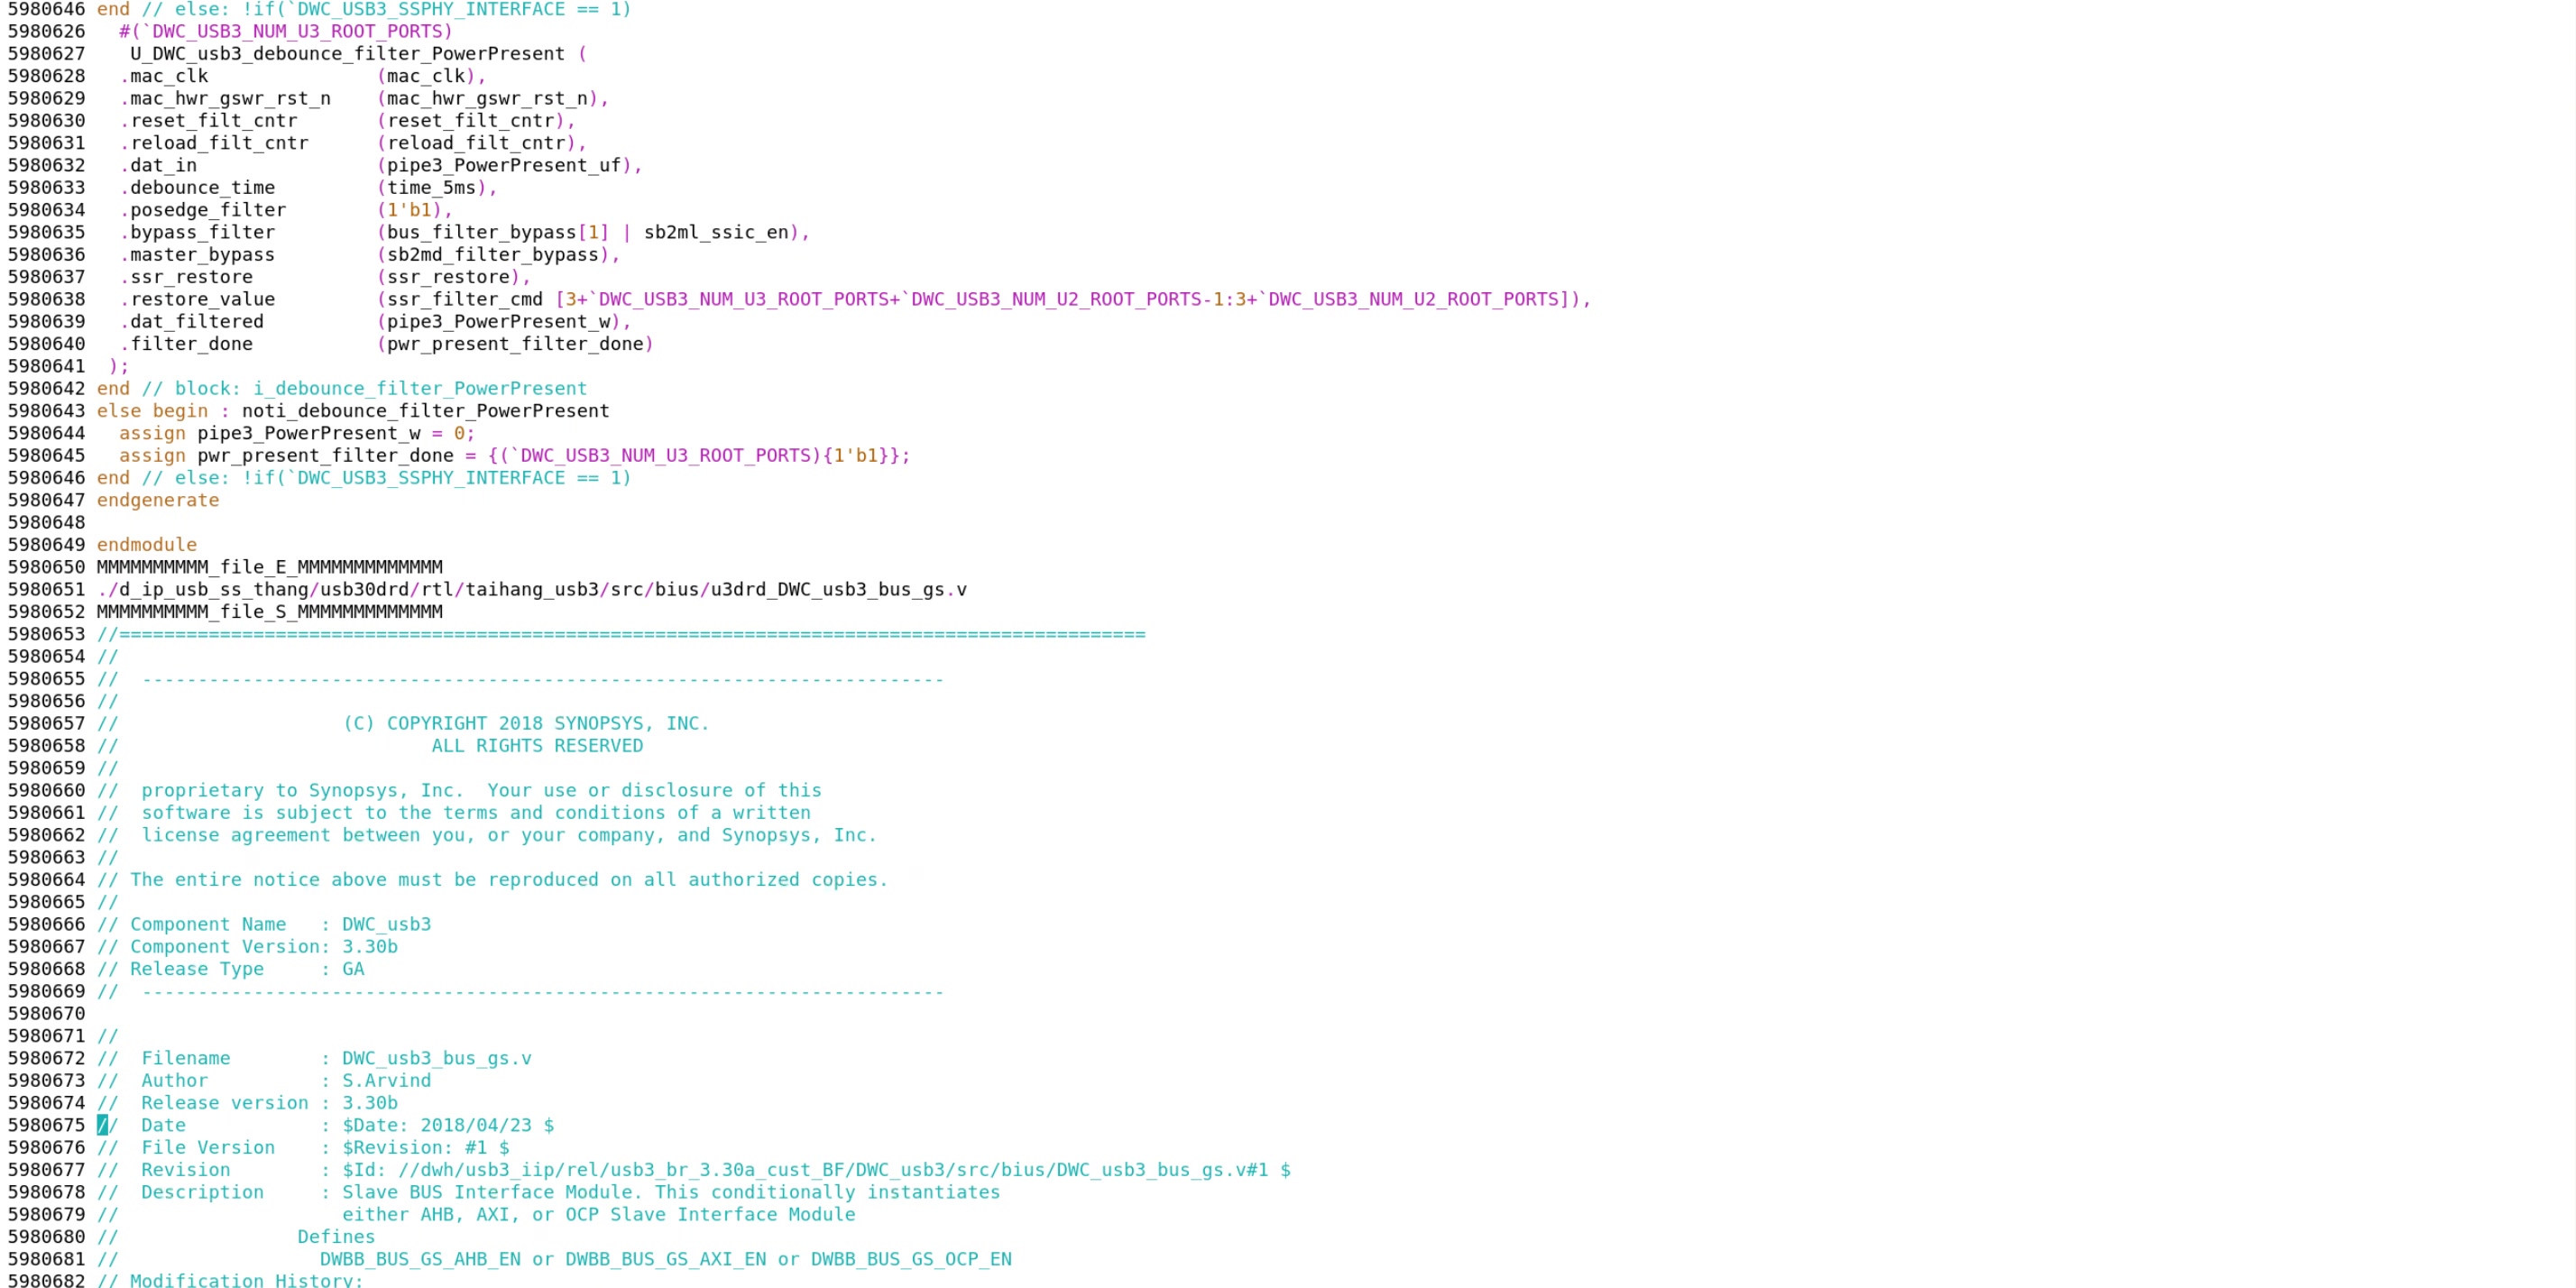 5980646 end // else: !if(`DWC_USB3_SSPHY_INTERFACE == 1)
5980626   #(`DWC_USB3_NUM_U3_ROOT_PORTS)
5980627    U_DWC_usb3_debounce_filter_PowerPresent (
5980628   .mac_clk               (mac_clk),
5980629   .mac_hwr_gswr_rst_n    (mac_hwr_gswr_rst_n),
5980630   .reset_filt_cntr       (reset_filt_cntr),
5980631   .reload_filt_cntr      (reload_filt_cntr),
5980632   .dat_in                (pipe3_PowerPresent_uf),
5980633   .debounce_time         (time_5ms),
5980634   .posedge_filter        (1'b1),
5980635   .bypass_filter         (bus_filter_bypass[1] | sb2ml_ssic_en),
5980636   .master_bypass         (sb2md_filter_bypass),
5980637   .ssr_restore           (ssr_restore),
5980638   .restore_value         (ssr_filter_cmd [3+`DWC_USB3_NUM_U3_ROOT_PORTS+`DWC_USB3_NUM_U2_ROOT_PORTS-1:3+`DWC_USB3_NUM_U2_ROOT_PORTS]),
5980639   .dat_filtered          (pipe3_PowerPresent_w),
5980640   .filter_done           (pwr_present_filter_done)
5980641  );
5980642 end // block: i_debounce_filter_PowerPresent
5980643 else begin : noti_debounce_filter_PowerPresent
5980644   assign pipe3_PowerPresent_w = 0;
5980645   assign pwr_present_filter_done = {(`DWC_USB3_NUM_U3_ROOT_PORTS){1'b1}};
5980646 end // else: !if(`DWC_USB3_SSPHY_INTERFACE == 1)
5980647 endgenerate
5980648
5980649 endmodule
5980650 MMMMMMMMMM_file_E_MMMMMMMMMMMMM
5980651 ./d_ip_usb_ss_thang/usb30drd/rtl/taihang_usb3/src/bius/u3drd_DWC_usb3_bus_gs.v
5980652 MMMMMMMMMM_file_S_MMMMMMMMMMMMM
5980653 //============================================================================================
5980654 //
5980655 //  ------------------------------------------------------------------------
5980656 //
5980657 //                    (C) COPYRIGHT 2018 SYNOPSYS, INC.
5980658 //                            ALL RIGHTS RESERVED
5980659 //
5980660 //  proprietary to Synopsys, Inc.  Your use or disclosure of this
5980661 //  software is subject to the terms and conditions of a written
5980662 //  license agreement between you, or your company, and Synopsys, Inc.
5980663 //
5980664 // The entire notice above must be reproduced on all authorized copies.
5980665 //
5980666 // Component Name   : DWC_usb3
5980667 // Component Version: 3.30b
5980668 // Release Type     : GA
5980669 //  ------------------------------------------------------------------------
5980670
5980671 //
5980672 //  Filename        : DWC_usb3_bus_gs.v
5980673 //  Author          : S.Arvind
5980674 //  Release version : 3.30b
5980675 //  Date            : $Date: 2018/04/23 $
5980676 //  File Version    : $Revision: #1 $
5980677 //  Revision        : $Id: //dwh/usb3_iip/rel/usb3_br_3.30a_cust_BF/DWC_usb3/src/bius/DWC_usb3_bus_gs.v#1 $
5980678 //  Description     : Slave BUS Interface Module. This conditionally instantiates
5980679 //                    either AHB, AXI, or OCP Slave Interface Module
5980680 //                Defines
5980681 //                  DWBB_BUS_GS_AHB_EN or DWBB_BUS_GS_AXI_EN or DWBB_BUS_GS_OCP_EN
5980682 // Modification History: